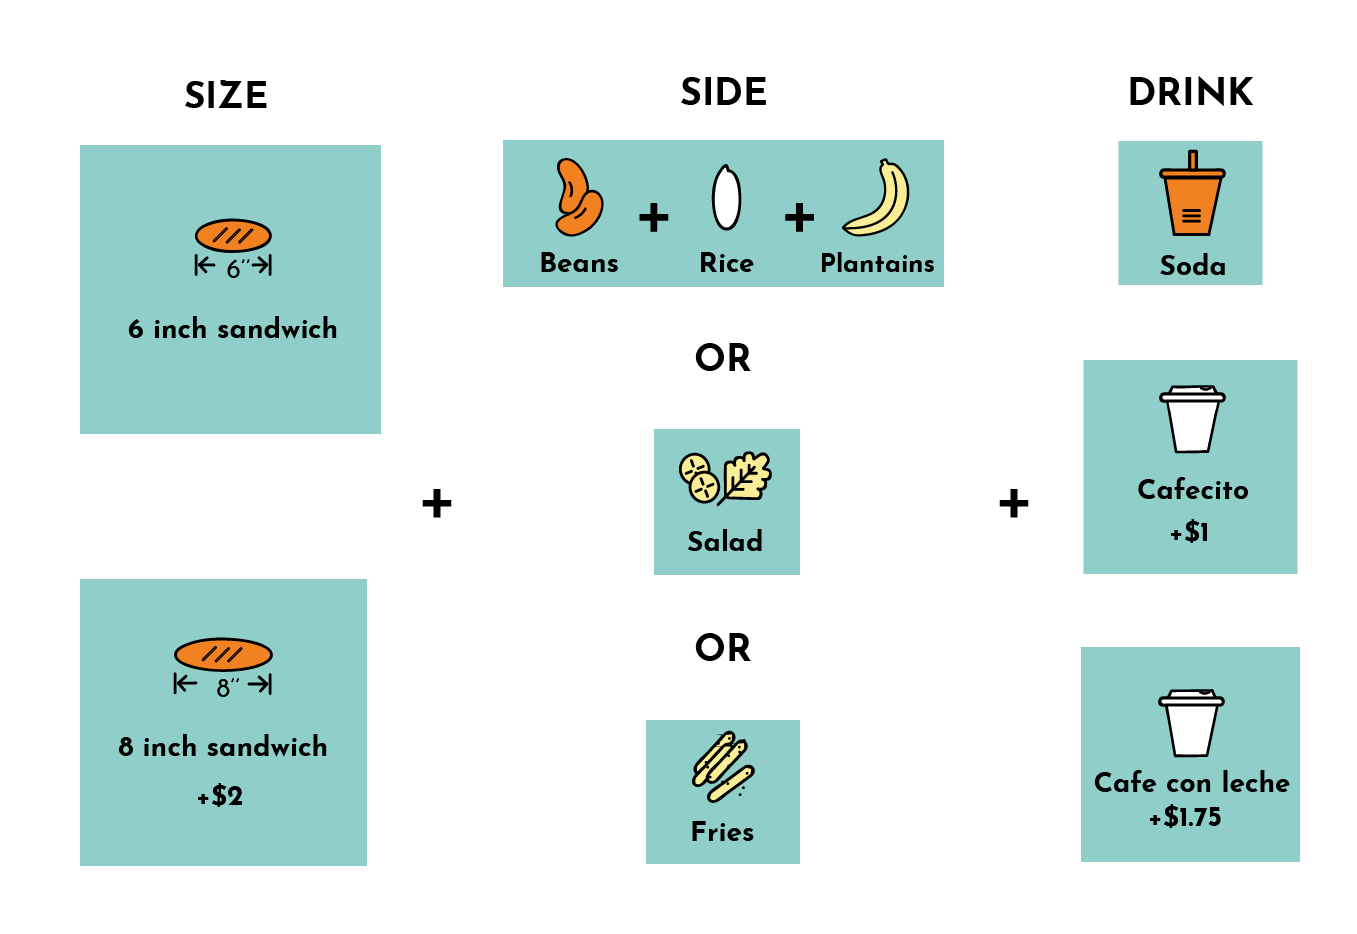 SIZE
6’’
6 inch sandwich
8’’
8 inch sandwich
+$2
+
SIDE
Beans
+
Rice
+
Plantains
OR
Salad
OR
Fries
+
DRINK
Soda
Cafecito
+$1
Cafe con leche
+$1.75